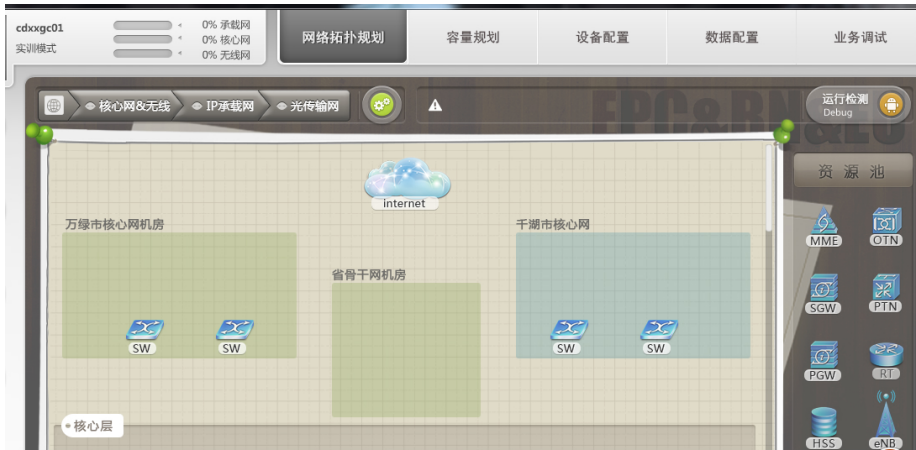 cdxxgc01
实训模式
0% 承载网
0% 核心网
0% 无线网
网络拓扑规划
容量规划
设备配置
数据配置
业务调试
核心网&无线
IP承载网
光传输网
运行检测
Debug
资源池
internet
万绿市核心网机房
千湖市核心网
省骨干网机房
SW
SW
SW
SW
核心层
MME
OTN
SGW
PTN
PGW
RT
HSS
eNB